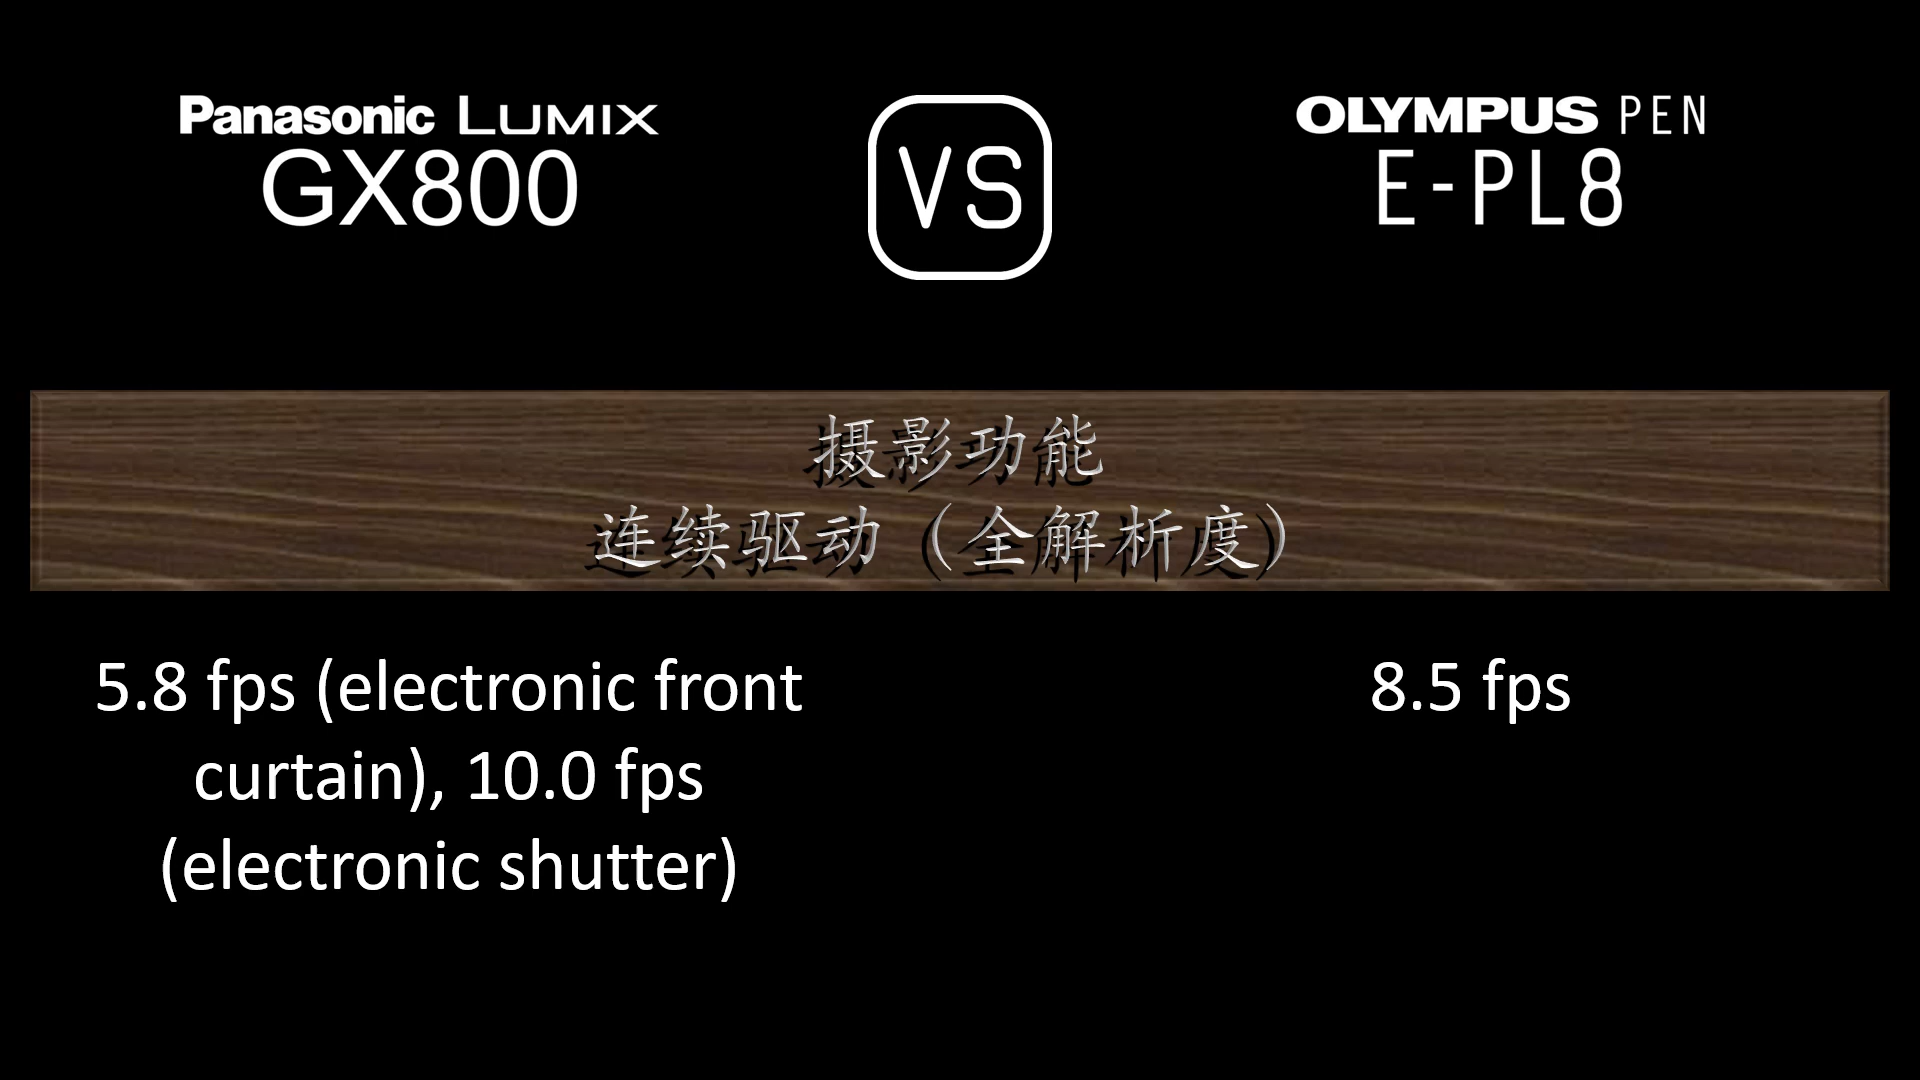 Panasonic LUMIX
GX800
VS
OLYMPUS PEN
E-PL8
摄影功能
连续驱动（全解析度）
5.8 fps (electronic front
curtain), 10.0 fps
(electronic shutter)
8.5 fps